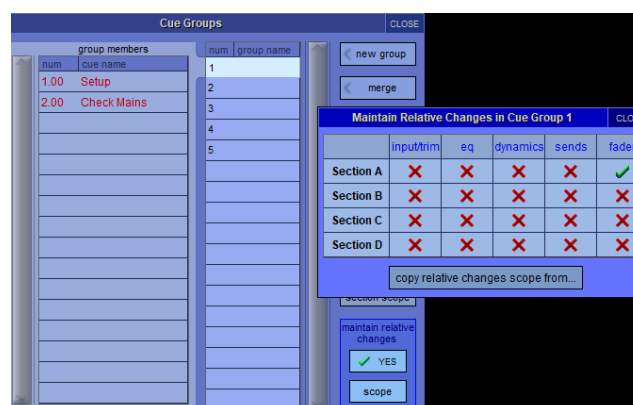 Cue Groups
CLOSE
group members
num cue name
1.00 Setup
2.00 Check Mains
num group name
1
2
3
4
5
new group
merge
Maintain Relative Changes in Cue Group 1
input/trim eq dynamics sends
Section A
Section B
Section C
Section D
copy relative changes scope from...
section scope
maintain relative
changes
YES
scope